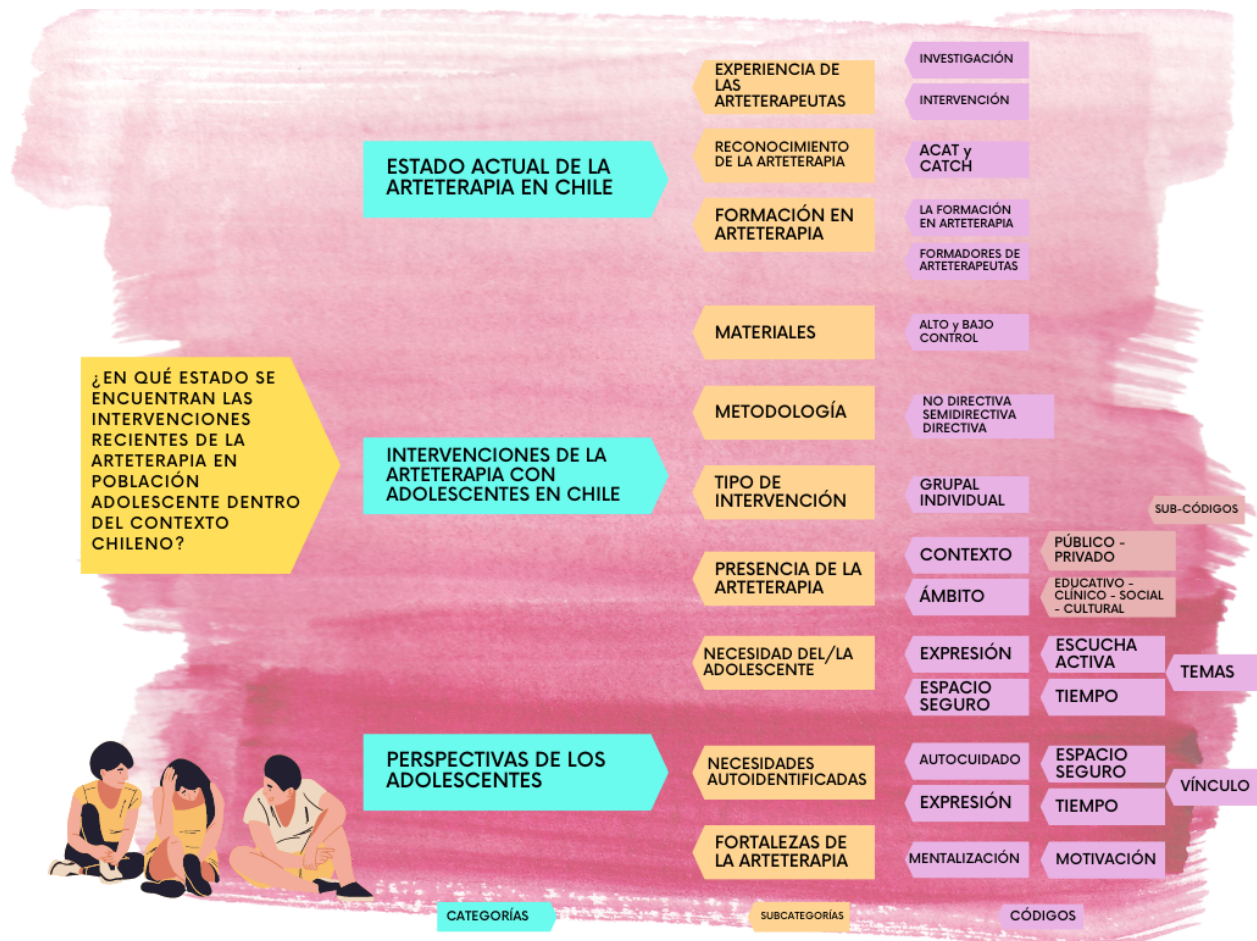 ¿EN QUÉ ESTADO SE
ENCUENTRAN LAS
INTERVENCIONES
RECIENTES DE LA
ARTETERAPIA EN
POBLACIÓN
ADOLESCENTE DENTRO
DEL CONTEXTO
CHILENO?
ESTADO ACTUAL DE LA
ARTETERAPIA EN CHILE
EXPERIENCIA DE
LAS
ARTETERAPEUTAS
INVESTIGACIÓN
INTERVENCIÓN
RECONOCIMIENTO
DE LA ARTETERAPIA
ACAT y
CATCH
FORMACIÓN EN
ARTETERAPIA
LA FORMACIÓN
EN ARTETERAPIA
FORMADORES DE
ARTETERAPEUTAS
INTERVENCIONES DE LA
ARTETERAPIA CON
ADOLESCENTES EN CHILE
MATERIALES
ALTO y BAJO
CONTROL
METODOLOGÍA
NO DIRECTIVA
SEMIDIRECTIVA
DIRECTIVA
TIPO DE
INTERVENCIÓN
GRUPAL
INDIVIDUAL
SUB-CÓDIGOS
PRESENCIA DE LA
ARTETERAPIA
CONTEXTO
PÚBLICO -
PRIVADO
ÁMBITO
EDUCATIVO -
CLÍNICO - SOCIAL
- CULTURAL
NECESIDAD DEL/LA
ADOLESCENTE
EXPRESIÓN
ESCUCHA
ACTIVA
ESPACIO
SEGURO
TIEMPO
TEMAS
PERSPECTIVAS DE LOS
ADOLESCENTES
NECESIDADES
AUTOIDENTIFICADAS
AUTOCUIDADO
ESPACIO
SEGURO
EXPRESIÓN
TIEMPO
VÍNCULO
FORTALEZAS DE
LA ARTETERAPIA
MENTALIZACIÓN
MOTIVACIÓN
CATEGORÍAS
SUBCATEGORÍAS
CÓDIGOS